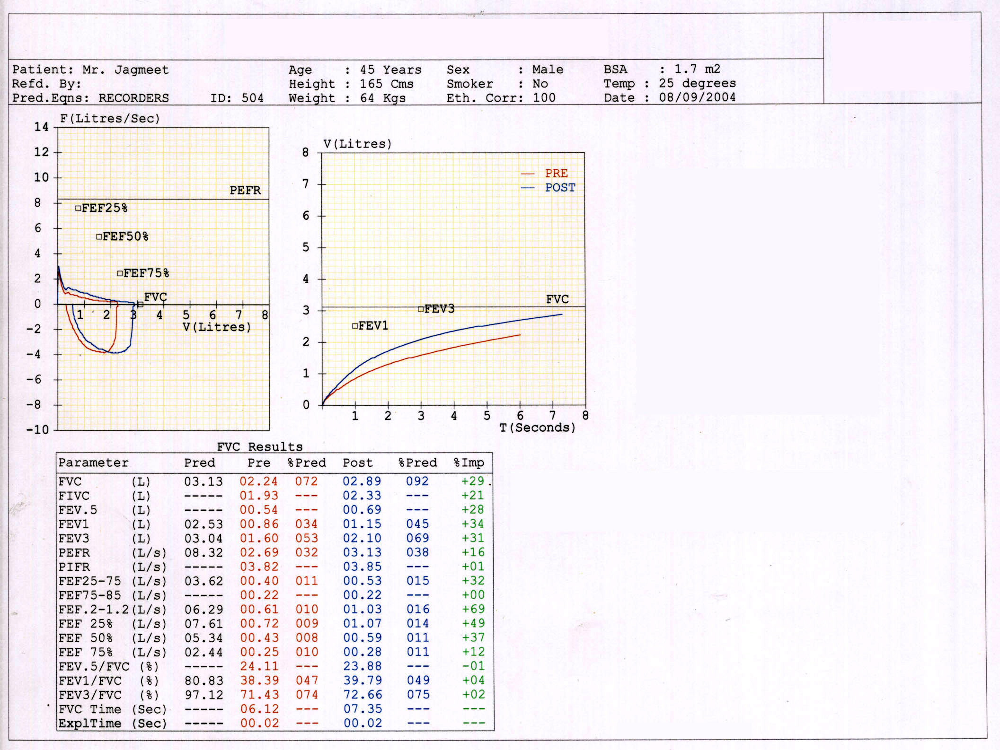 Patient: Mr. Jagmeet Age : 45 Years Sex : Male BSA : 1.7 m2
Refd. By: Height : 165 Cms Smoker : No Temp : 25 degrees
Pred.Eqns: RECORDERS ID: 504 Weight : 64 Kgs Eth. Corr: 100 Date : 08/09/2004
F(Litres/Sec)
14
12
10
PEFR
8
FEF25%
6
FEF50%
4
FEF75%
2
FVC
0
1 2 3 4 5 6 7 8
V(Litres)
-2
-4
-6
-8
-10
V(Litres)
8
PRE
7
POST
6
5
4
FVC
3
FEV3
FEV1
2
1
0
1 2 3 4 5 6 7 8
T(Seconds)
FVC Results
Parameter Pred Pre %Pred Post %Pred %Imp
FVC (L) 03.13 02.24 072 02.89 092 +29
FIVC (L) ----- 01.93 --- 02.33 --- +21
FEV.5 (L) ----- 00.54 --- 00.69 --- +28
FEV1 (L) 02.53 00.86 034 01.15 045 +34
FEV3 (L) 03.04 01.60 053 02.10 069 +31
PEFR (L/s) 08.32 02.69 032 03.13 038 +16
PIFR (L/s) ----- 03.82 --- 03.85 --- +01
FEF25-75 (L/s) 03.62 00.40 011 00.53 015 +32
FEF75-85 (L/s) ----- 00.22 --- 00.22 --- +00
FEF.2-1.2(L/s) 06.29 00.61 010 01.03 016 +69
FEF 25% (L/s) 07.61 00.72 009 01.07 014 +49
FEF 50% (L/s) 05.34 00.43 008 00.59 011 +37
FEF 75% (L/s) 02.44 00.25 010 00.28 011 +12
FEV.5/FVC (%) ----- 24.11 --- 23.88 --- -01
FEV1/FVC (%) 80.83 38.39 047 39.79 049 +04
FEV3/FVC (%) 97.12 71.43 074 72.66 075 +02
FVC Time (Sec) ----- 06.12 --- 07.35 --- ---
ExplTime (Sec) ----- 00.02 --- 00.02 --- ---